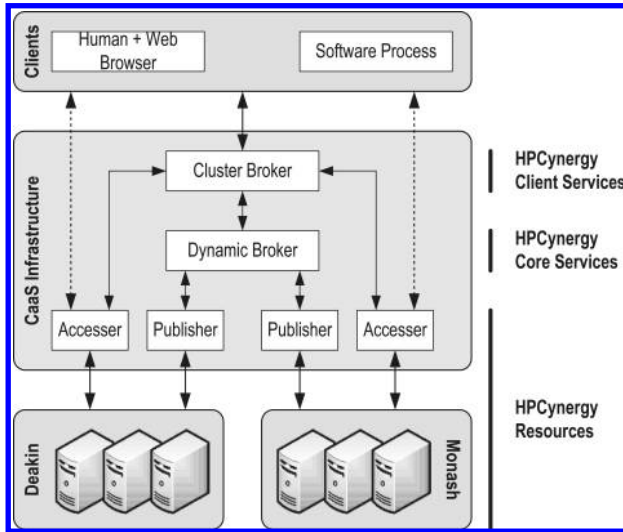 Clients
Human + Web
Browser
Software Process
CaaS Infrastructure
Cluster Broker
HPCynergy
Client Services
Dynamic Broker
HPCynergy
Core Services
Accesser
Publisher
Publisher
Accesser
HPCynergy
Resources
Deakin
Monash